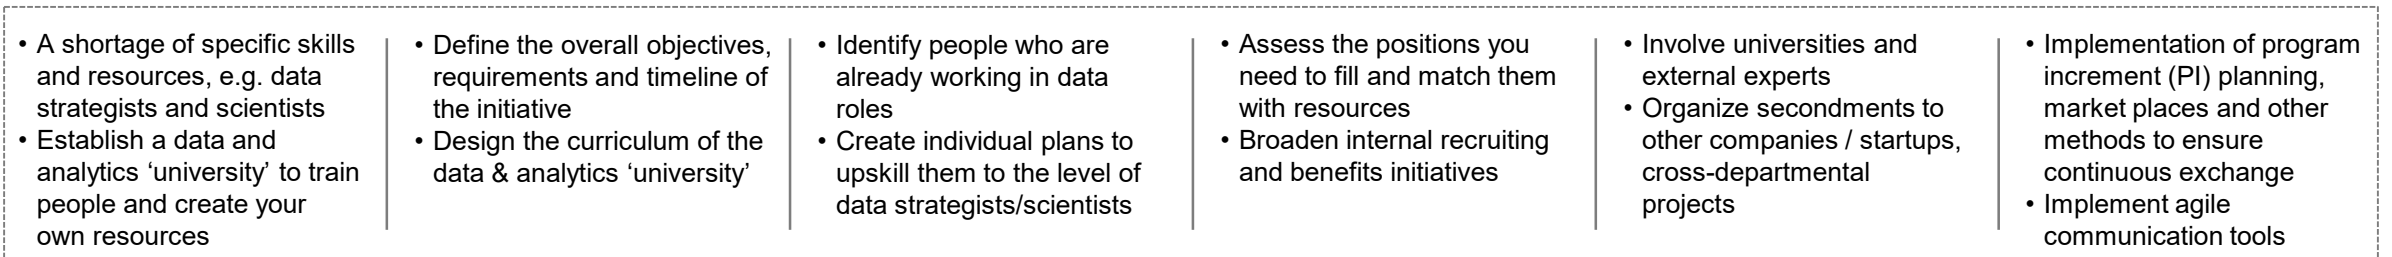 • A shortage of specific skills
and resources, e.g. data
strategists and scientists
• Establish a data and
analytics ‘university’ to train
people and create your
own resources
• Define the overall objectives,
requirements and timeline of
the initiative
• Design the curriculum of the
data & analytics ‘university’
• Identify people who are
already working in data
roles
• Create individual plans to
upskill them to the level of
data strategists/scientists
• Assess the positions you
need to fill and match them
with resources
• Broaden internal recruiting
and benefits initiatives
• Involve universities and
external experts
• Organize secondments to
other companies / startups,
cross-departmental
projects
• Implementation of program
increment (PI) planning,
market places and other
methods to ensure
continuous exchange
• Implement agile
communication tools